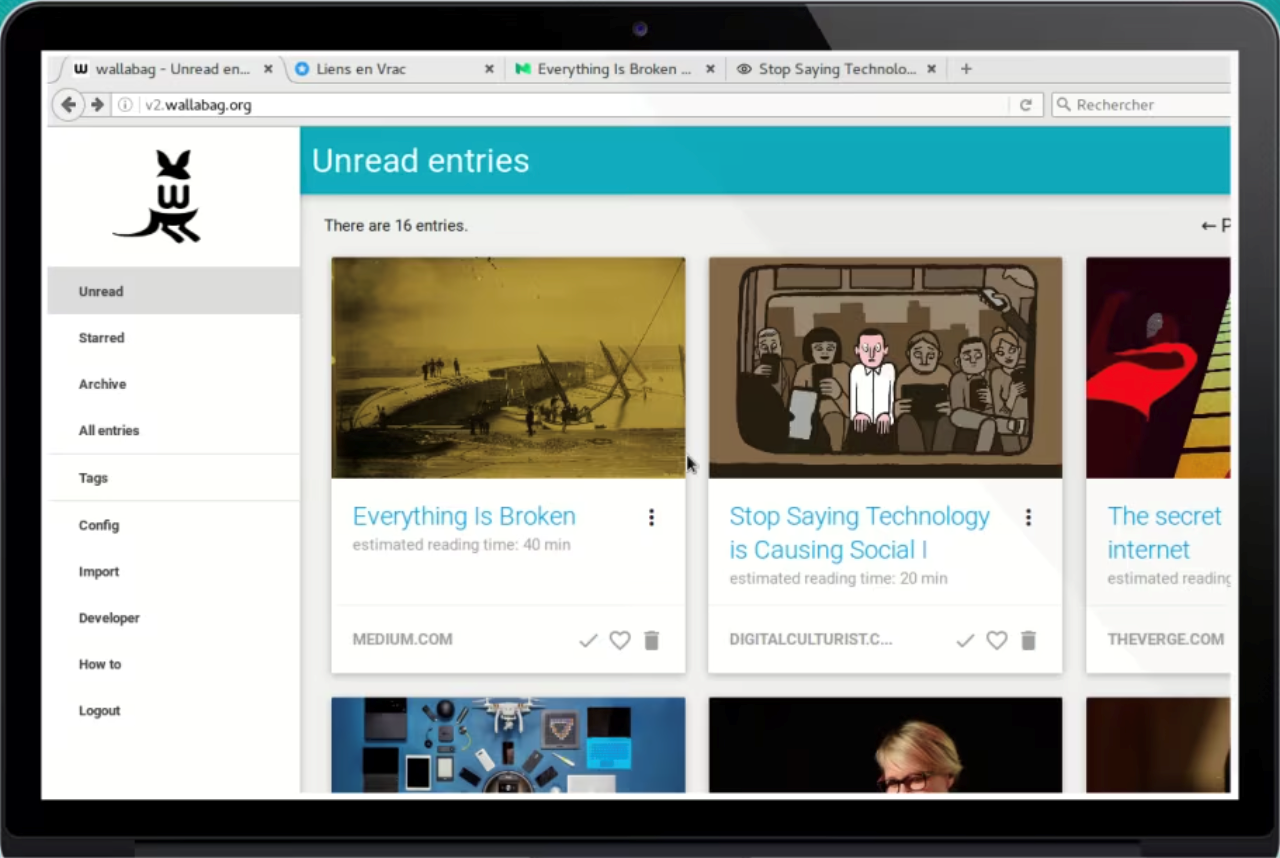 wallabag - Unread en...
Liens en Vrac
Everything Is Broken ...
Stop Saying Technolo...
v2.wallabag.org
Rechercher
W
Unread
Starred
Archive
All entries
Tags
Config
Import
Developer
How to
Logout
Unread entries
There are 16 entries.
← P
Everything Is Broken
estimated reading time: 40 min
MEDIUM.COM
Stop Saying Technology
is Causing Social I
estimated reading time: 20 min
DIGITALCULTURIST.C...
The secret
internet
estimated reading
THEVERGE.COM